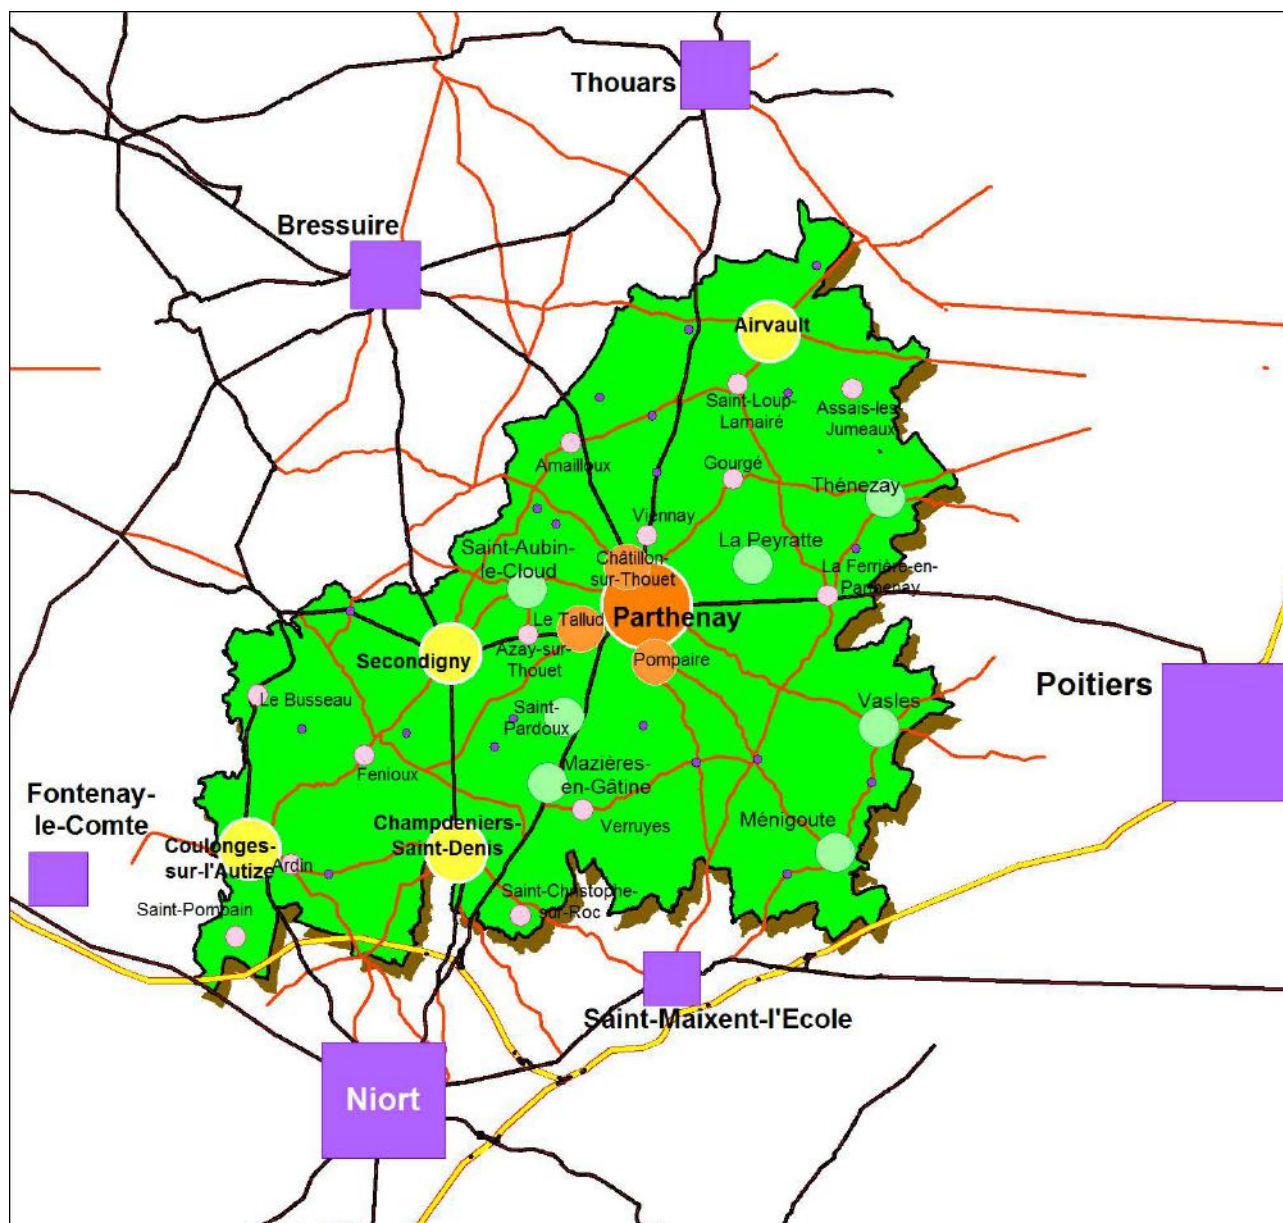 Thouars
Bressuire
Airvault
Saint-Loup-
Lamairé
Assais-les-
Jumeaux
Amailloux
Gourgé
Thénezay
Viennay
Saint-Aubin-
le-Cloud
Châtillon-
sur-Thouet
La Peyratte
La Ferrière-en-
Parthenay
Le Tallud
Parthenay
Azay-sur-
Thouet
Secondigny
Pompaire
Poitiers
Le Busseau
Saint-
Pardoux
Vasles
Fenioux
Mazières-
en-Gâtine
Fontenay-
le-Comte
Champdeniers-
Saint-Denis
Verruyes
Ménigoute
Coulonges-
sur-l'Autize
Ardin
Saint-Pompain
Saint-Christophe-
sur-Roc
Saint-Maixent-l'Ecole
Niort